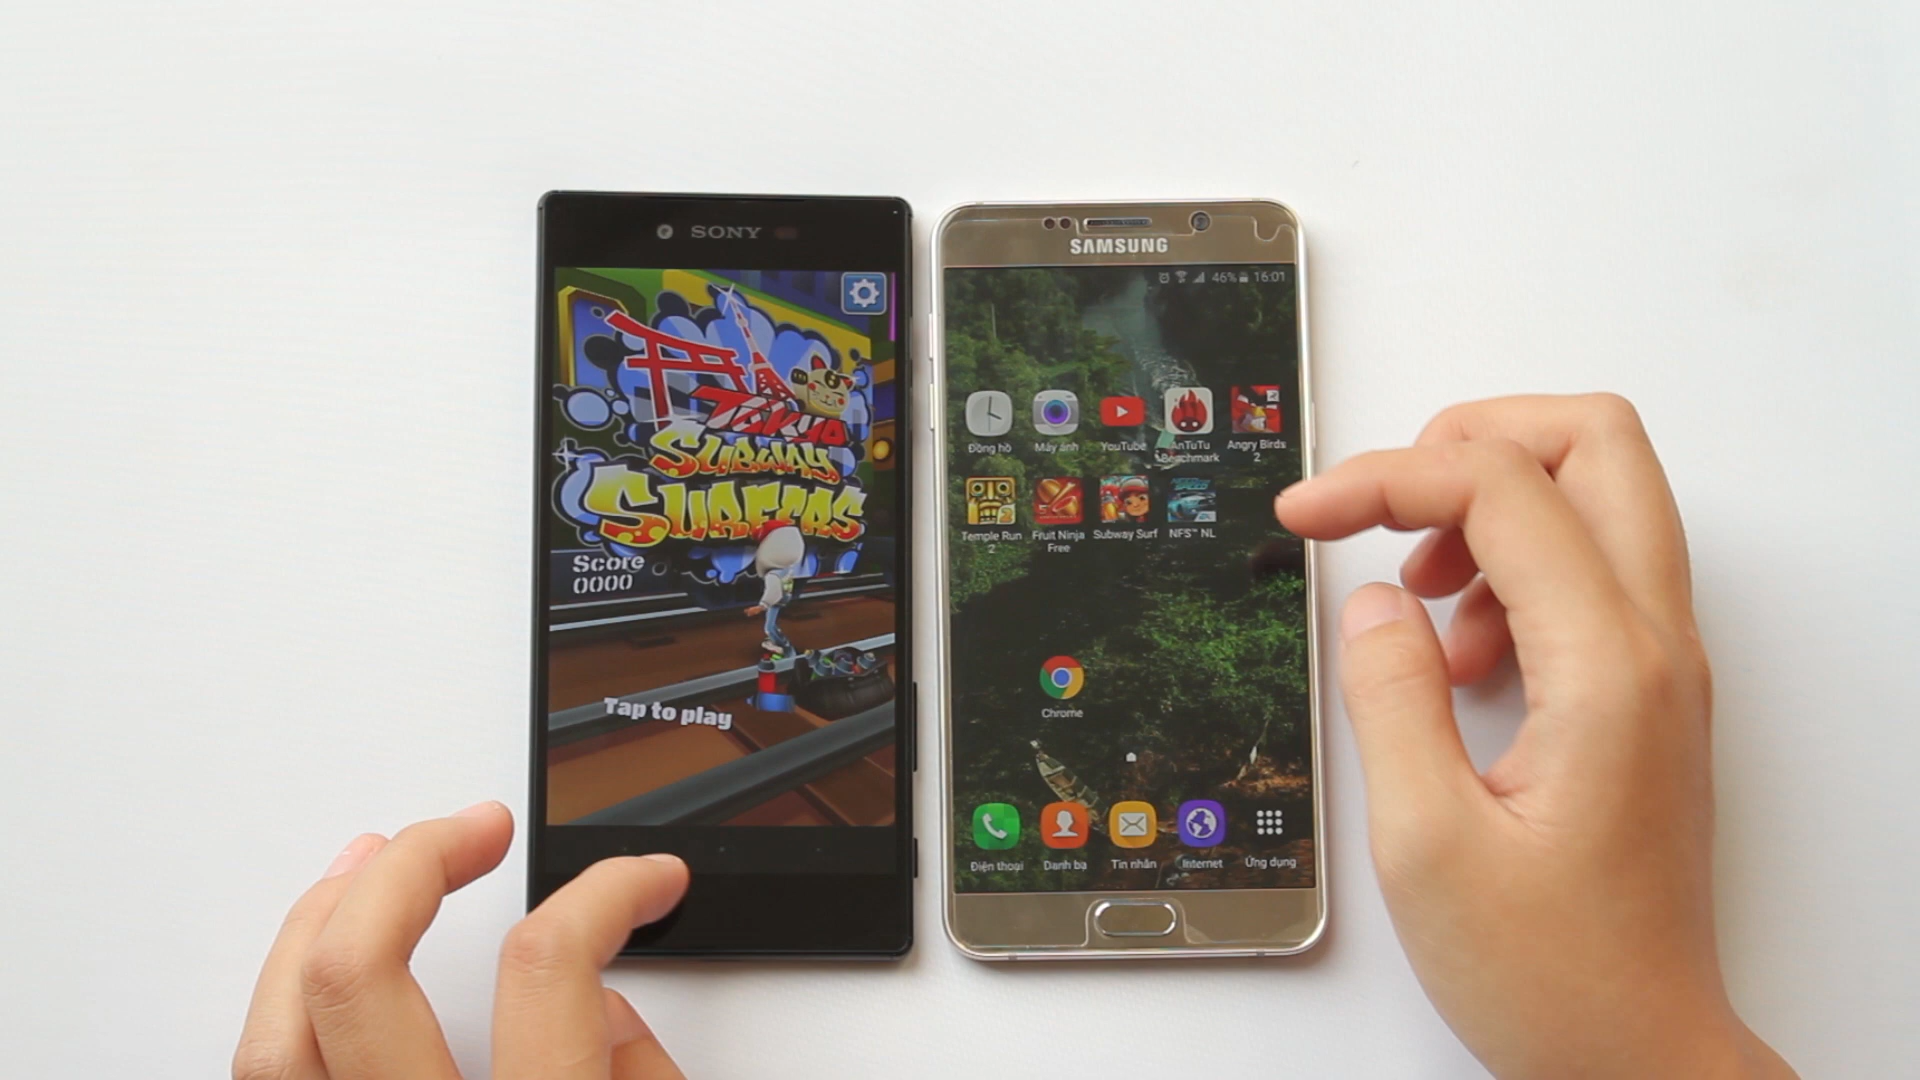 SONY
TOKYO
SUBWAY
SURFERS
Score
0000
Tap to play
SAMSUNG
46% 16:01
Đồng hồ
Máy ảnh
YouTube
AnTuTu
Benchmark
Angry Birds
2
Temple Run
2
Fruit Ninja
Free
Subway Surf
NFS™ NL
Chrome
Điện thoại
Danh bạ
Tin nhắn
Internet
Ứng dụng